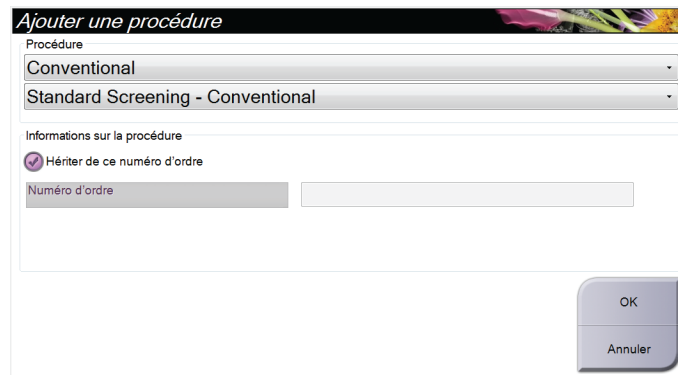 Ajouter une procédure
Procédure
Conventional
Standard Screening - Conventional
Informations sur la procédure
Hériter de ce numéro d'ordre
Numéro d'ordre
OK
Annuler